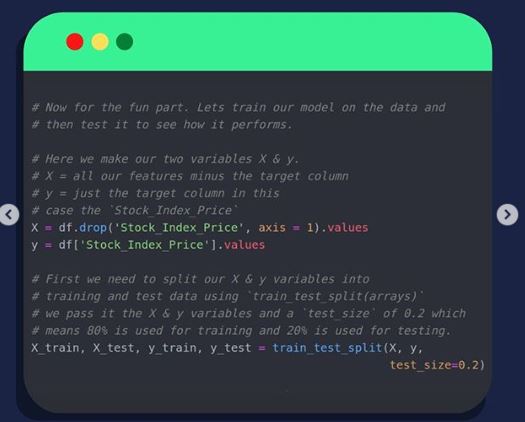 # Now for the fun part. Lets train our model on the data and
# then test it to see how it performs.
# Here we make our two variables X & y.
# X = all our features minus the target column
# y = just the target column in this
# case the `Stock_Index_Price`
X = df.drop('Stock_Index_Price', axis = 1).values
y = df['Stock_Index_Price'].values
# First we need to split our X & y variables into
# training and test data using `train_test_split(arrays)`
# we pass it the X & y variables and a `test_size` of 0.2 which
# means 80% is used for training and 20% is used for testing.
X_train, X_test, y_train, y_test = train_test_split(X, y,
test_size=0.2)